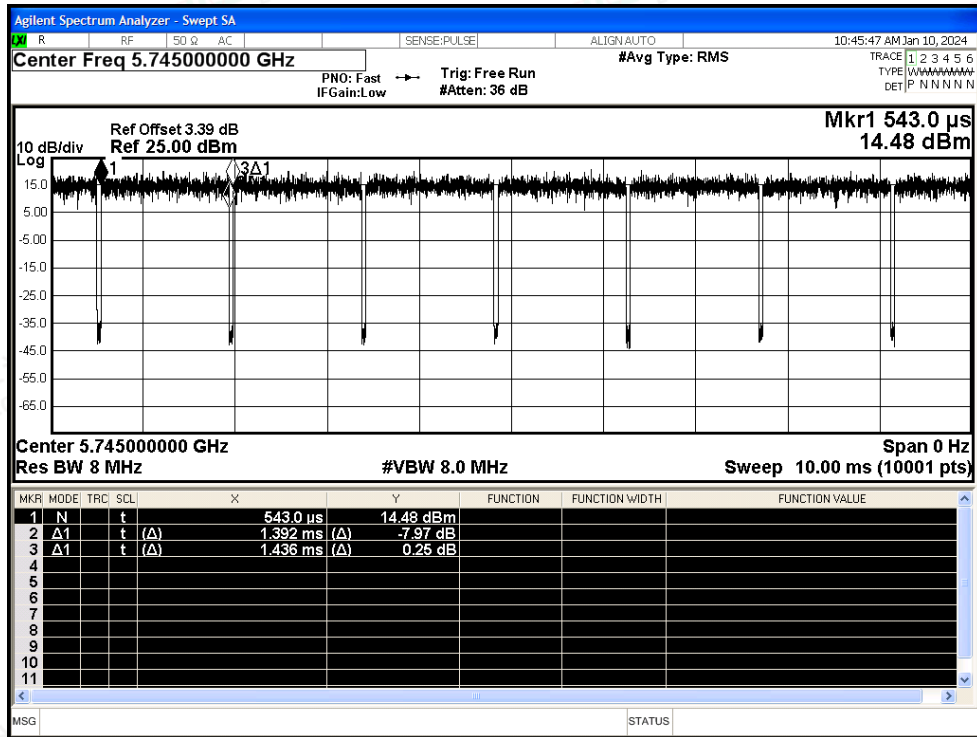 Agilent Spectrum Analyzer - Swept SA
LXI R RF 50 Ω AC SENSE:PULSE ALIGN AUTO 10:45:47 AM Jan 10, 2024
Center Freq 5.745000000 GHz #Avg Type: RMS TRACE 1 2 3 4 5 6
PNO: Fast Trig: Free Run TYPE WWWWWW
IFGain:Low #Atten: 36 dB DET P N N N N N
Mkr1 543.0 µs
14.48 dBm
Ref Offset 3.39 dB
10 dB/div Ref 25.00 dBm
Log
1 3Δ1
15.0
5.00
-5.00
-15.0
-25.0
-35.0
-45.0
-55.0
-65.0
Center 5.745000000 GHz Span 0 Hz
Res BW 8 MHz #VBW 8.0 MHz Sweep 10.00 ms (10001 pts)
MKR MODE TRC SCL X Y FUNCTION FUNCTION WIDTH FUNCTION VALUE
1 N t 543.0 µs 14.48 dBm
2 Δ1 t (Δ) 1.392 ms (Δ) -7.97 dB
3 Δ1 t (Δ) 1.436 ms (Δ) 0.25 dB
4
5
6
7
8
9
10
11
MSG STATUS